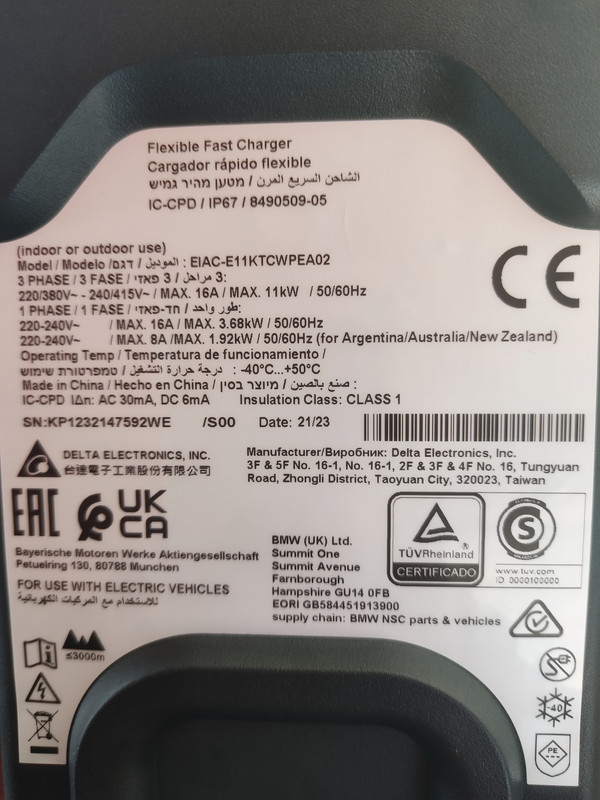 Flexible Fast Charger
Cargador rápido flexible
الشاحن السريع المرن / מטען מהיר גמיש
IC-CPD / IP67 / 8490509-05
(indoor or outdoor use)
Model / Modelo /דגם / الموديل : EIAC-E11KTCWPEA02
3 PHASE / 3 FASE / 3 مراحل / 3 פאזי:
220/380V~ - 240/415V~ / MAX. 16A / MAX. 11kW / 50/60Hz
1 PHASE / 1 FASE / طور واحد / חד-פאזי :
220-240V~ / MAX. 16A / MAX. 3.68kW / 50/60Hz
220-240V~ / MAX. 8A /MAX. 1.92kW / 50/60Hz (for Argentina/Australia/New Zealand)
Operating Temp / Temperatura de funcionamiento /
درجة حرارة التشغيل / טמפרטורת שימוש : -40°C...+50°C
Made in China / Hecho en China / صنع بالصين / מיוצר בסין :
IC-CPD I∆n: AC 30mA, DC 6mA Insulation Class: CLASS 1
SN:KP1232147592WE /S00 Date: 21/23
DELTA ELECTRONICS, INC.
台達電子工業股份有限公司
Manufacturer/Виробник: Delta Electronics, Inc.
3F & 5F No. 16-1, No. 16-1, 2F & 3F & 4F No. 16, Tungyuan
Road, Zhongli District, Taoyuan City, 320023, Taiwan
CE
EAC
UK
CA
Bayerische Motoren Werke Aktiengesellschaft
Petuelring 130, 80788 Munchen
FOR USE WITH ELECTRIC VEHICLES
للاستخدام مع المركبات الكهربائية
BMW (UK) Ltd.
Summit One
Summit Avenue
Farnborough
Hampshire GU14 0FB
EORI GB584451913900
supply chain: BMW NSC parts & vehicles
TÜVRheinland®
CERTIFICADO
S
www.tuv.com
ID 0000100000
≤3000m
-40
PE